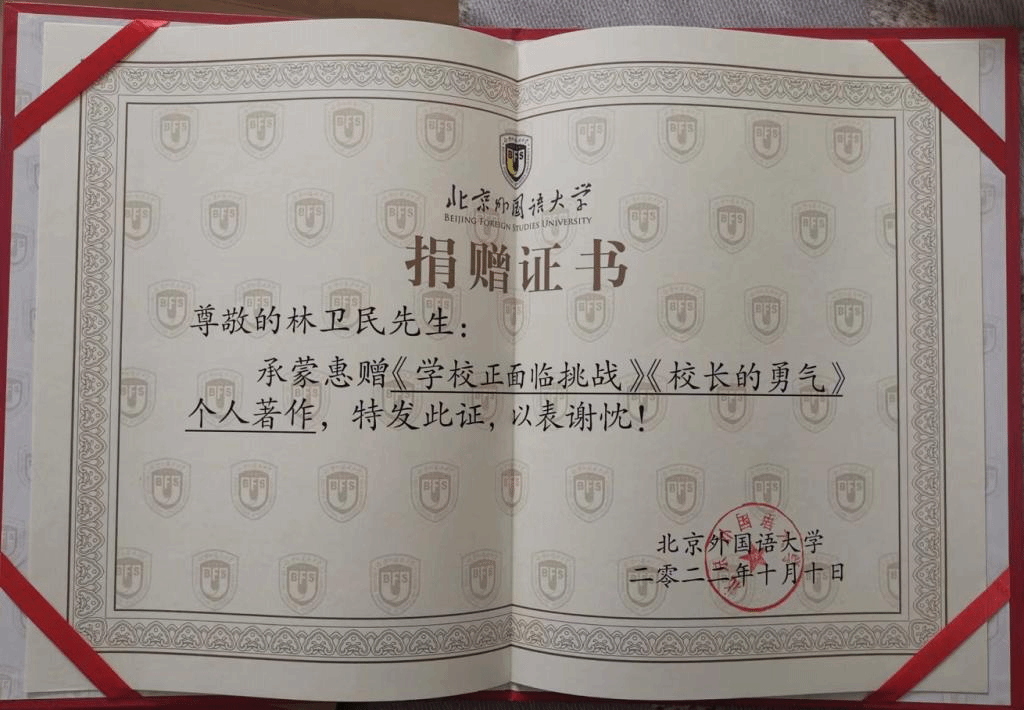 BFS
北京外国语大学
BEIJING FOREIGN STUDIES UNIVERSITY
捐赠证书
尊敬的林卫民先生:
承蒙惠赠《学校正面临挑战》《校长的勇气》
个人著作,特发此证,以表谢忱!
北京外国语大学
二零二二年十月十日